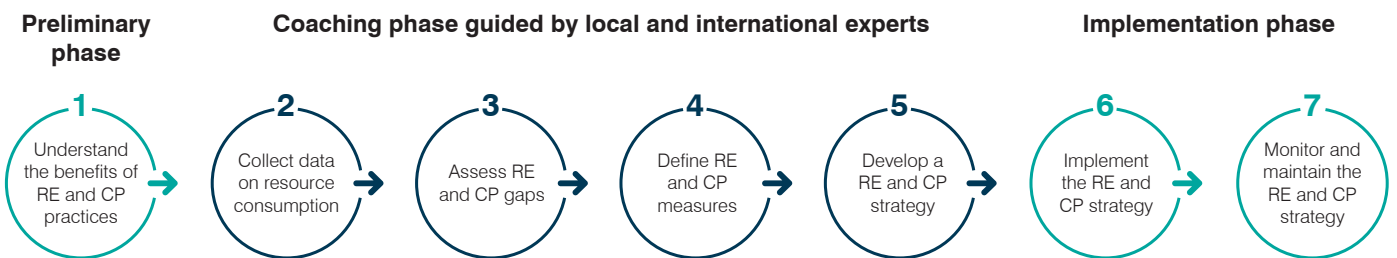 Preliminary
phase
Coaching phase guided by local and international experts
Implementation phase
1
Understand
the benefits of
RE and CP
practices
2
Collect data
on resource
consumption
3
Assess RE
and CP gaps
4
Define RE
and CP
measures
5
Develop a
RE and CP
strategy
6
Implement
the RE and
CP strategy
7
Monitor and
maintain the
RE and CP
strategy